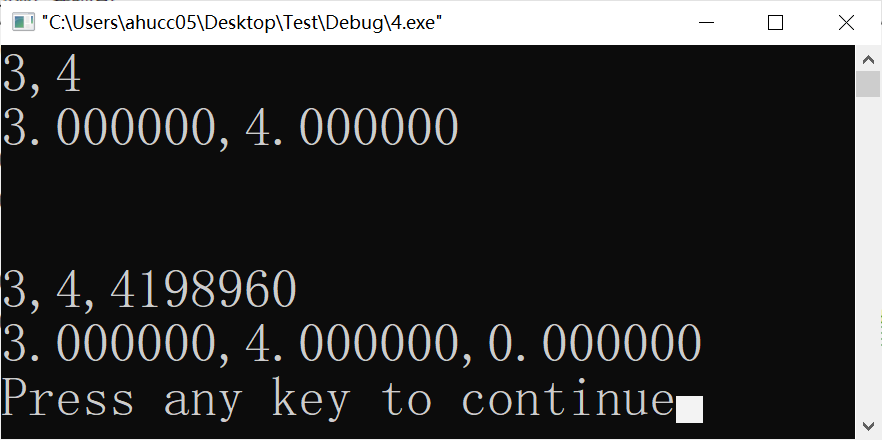 "C:\Users\ahucc05\Desktop\Test\Debug\4.exe"
3,4
3.000000,4.000000
3,4,4198960
3.000000,4.000000,0.000000
Press any key to continue